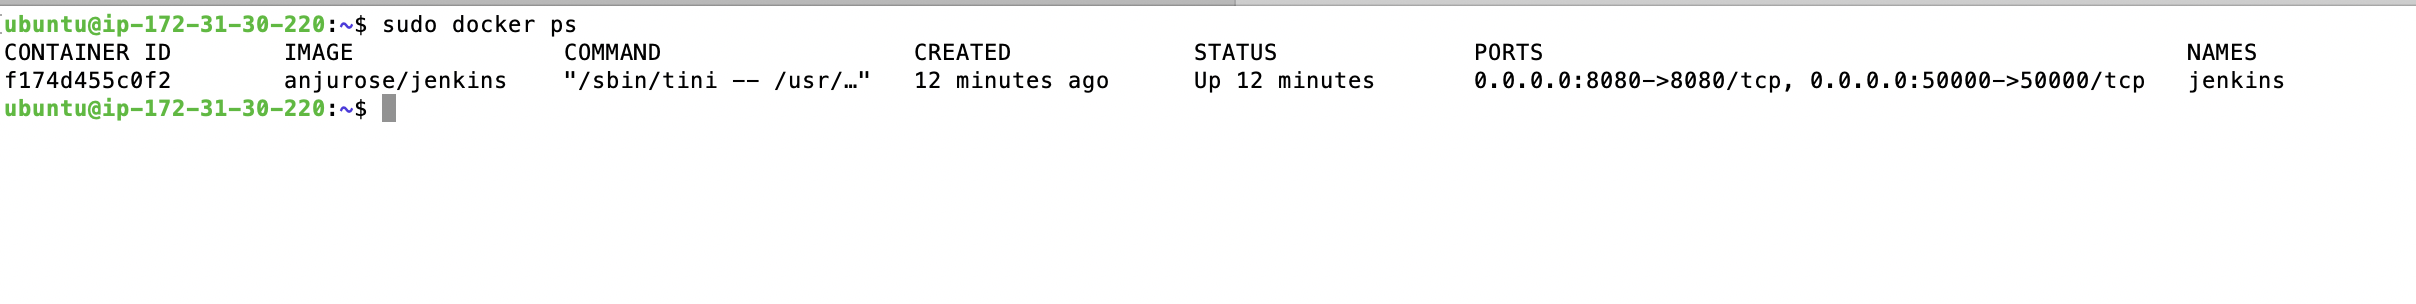 ubuntu@ip-172-31-30-220:~$ sudo docker ps
CONTAINER ID        IMAGE               COMMAND                  CREATED             STATUS              PORTS                                              NAMES
f174d455c0f2        anjurose/jenkins    "/sbin/tini -- /usr/…"   12 minutes ago      Up 12 minutes       0.0.0.0:8080->8080/tcp, 0.0.0.0:50000->50000/tcp   jenkins
ubuntu@ip-172-31-30-220:~$